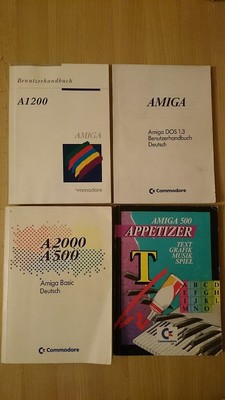 Benutzerhandbuch
A1200
AMIGA
Commodore
AMIGA
Amiga DOS 1.3
Benutzerhandbuch
Deutsch
Commodore
A2000
A500
Amiga Basic
Deutsch
Commodore
AMIGA 500
APPETIZER
TEXT
GRAFIK
MUSIK
SPIEL
T